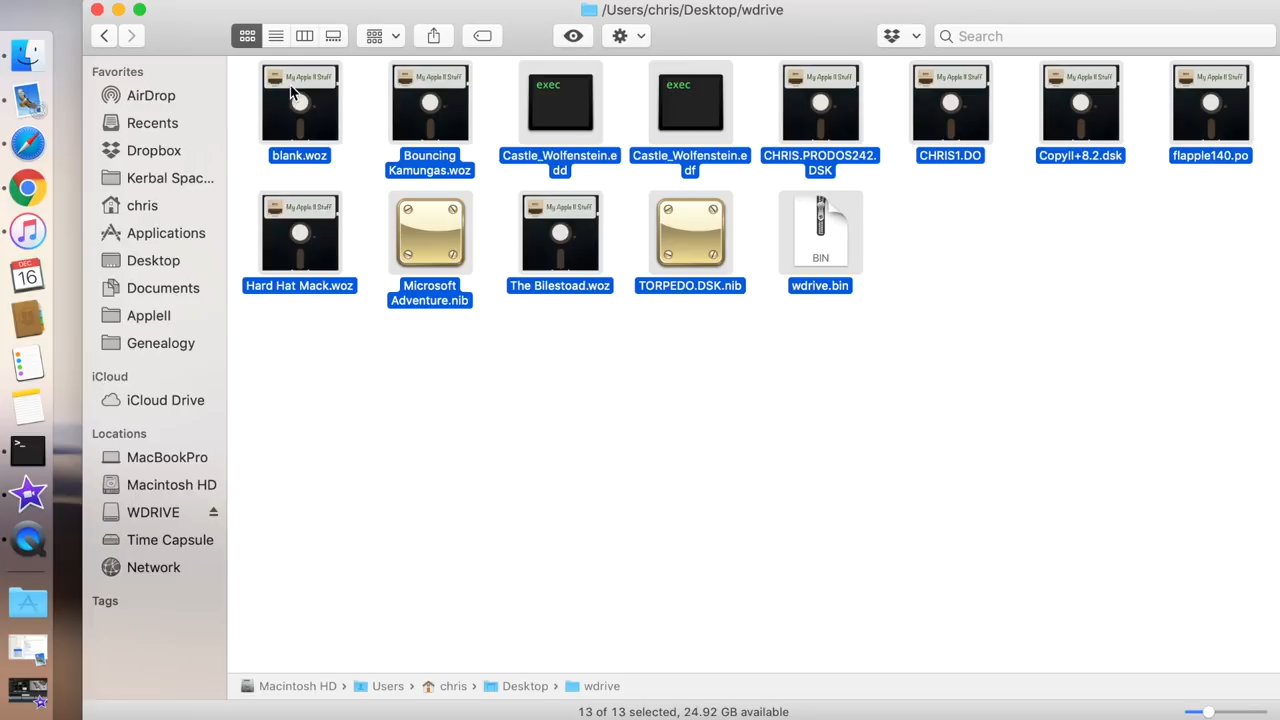 /Users/chris/Desktop/wdrive
Search
Favorites
AirDrop
Recents
Dropbox
Kerbal Spac...
chris
Applications
Desktop
Documents
AppleII
Genealogy
iCloud
iCloud Drive
Locations
MacBookPro
Macintosh HD
WDRIVE
Time Capsule
Network
Tags
DEC
16
My Apple II Stuff
blank.woz
My Apple II Stuff
Bouncing
Kamungas.woz
exec
Castle_Wolfenstein.e
dd
exec
Castle_Wolfenstein.e
df
My Apple II Stuff
CHRIS.PRODOS242.
DSK
My Apple II Stuff
CHRIS1.DO
My Apple II Stuff
CopyII+8.2.dsk
My Apple II Stuff
flapple140.po
My Apple II Stuff
Hard Hat Mack.woz
Microsoft
Adventure.nib
My Apple II Stuff
The Bilestoad.woz
TORPEDO.DSK.nib
BIN
wdrive.bin
Macintosh HD › Users › chris › Desktop › wdrive
13 of 13 selected, 24.92 GB available